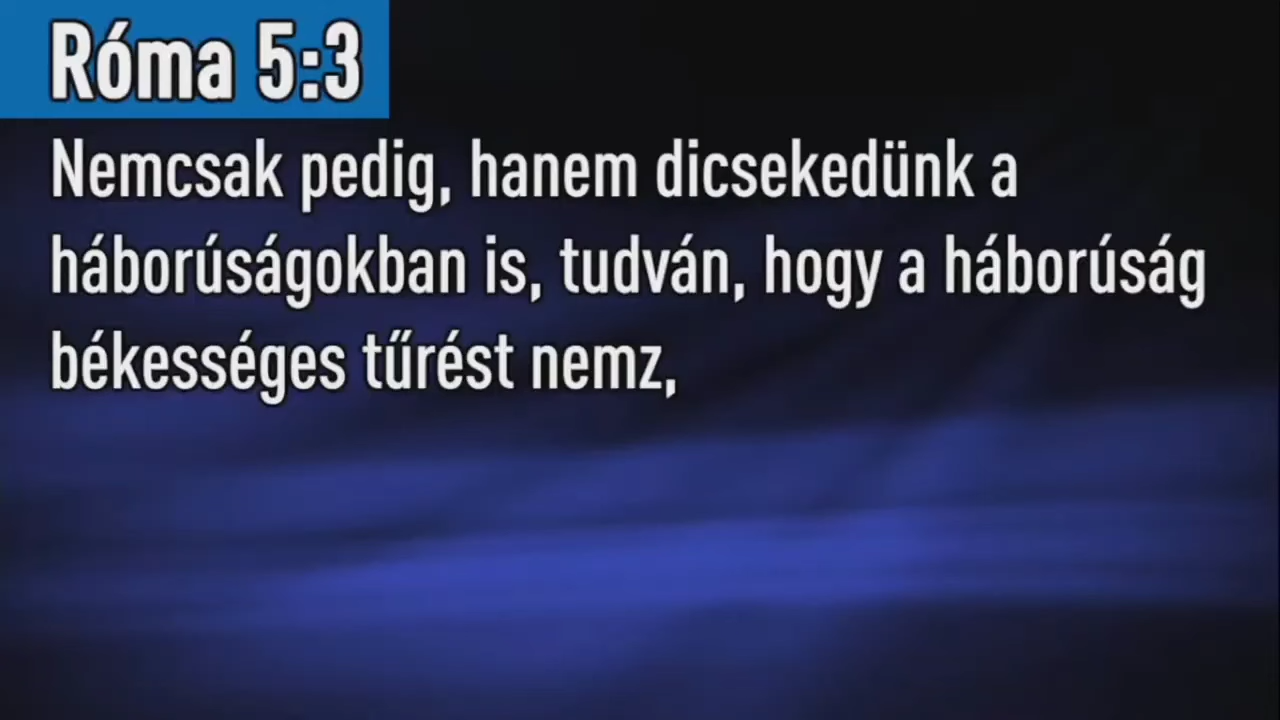 Róma 5:3
Nemcsak pedig, hanem dicsekedünk a
háborúságokban is, tudván, hogy a háborúság
békességes tűrést nemz,